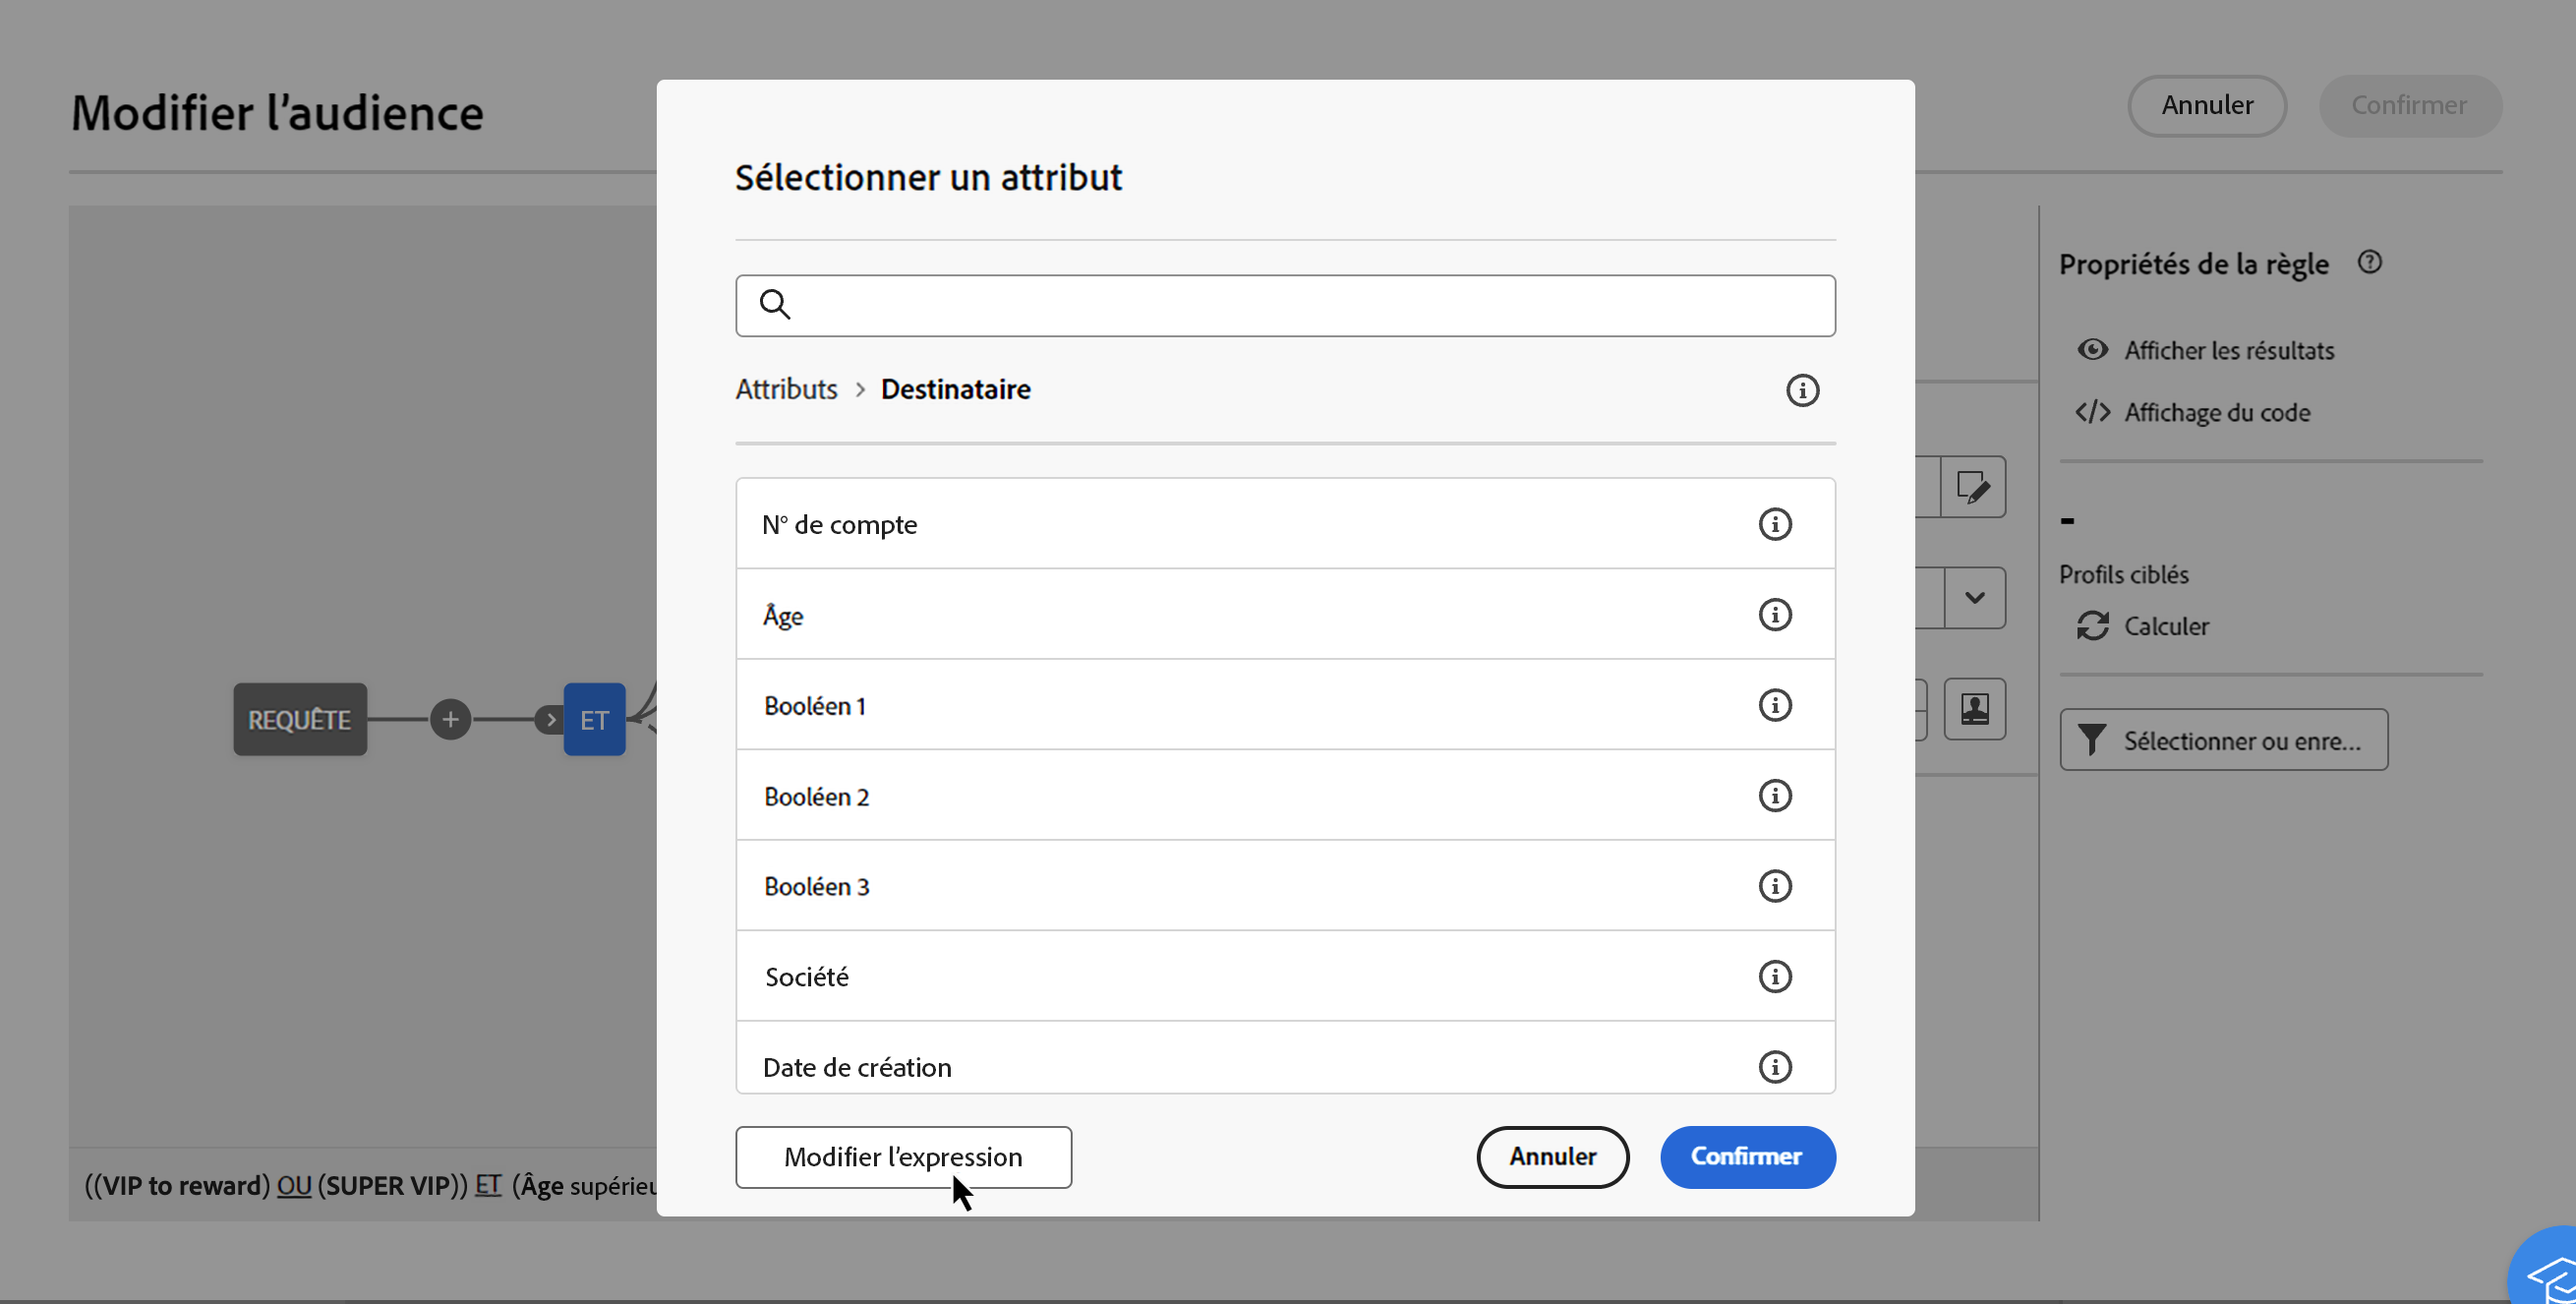 Modifier l’audience
Annuler
Confirmer
Sélectionner un attribut
Attributs > Destinataire
N° de compte
Âge
Booléen 1
Booléen 2
Booléen 3
Société
Date de création
Modifier l’expression
Annuler
Confirmer
REQUÊTE
ET
((VIP to reward) OU (SUPER VIP)) ET (Âge supérieu
Propriétés de la règle
Afficher les résultats
Affichage du code
-
Profils ciblés
Calculer
Sélectionner ou enre...